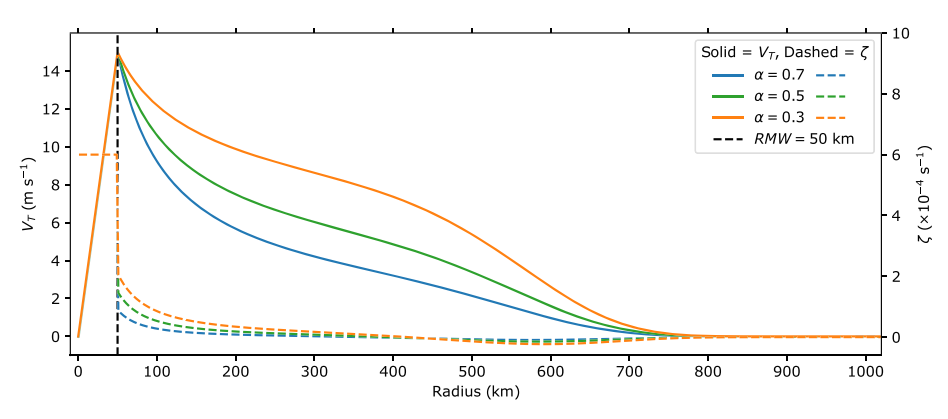 Solid = V_T, Dashed = ζ
α = 0.7
α = 0.5
α = 0.3
RMW = 50 km
V_T (m s⁻¹)
14
12
10
8
6
4
2
0
10
8
6
4
2
0
ζ (×10⁻⁴ s⁻¹)
0 100 200 300 400 500 600 700 800 900 1000
Radius (km)